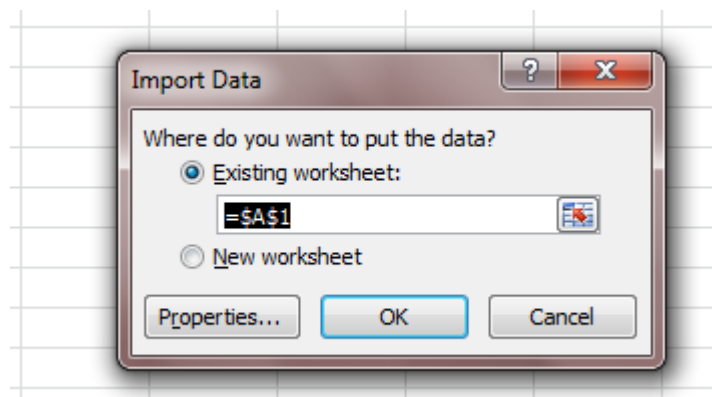 Import Data
Where do you want to put the data?
Existing worksheet:
=$A$1
New worksheet
Properties...
OK
Cancel